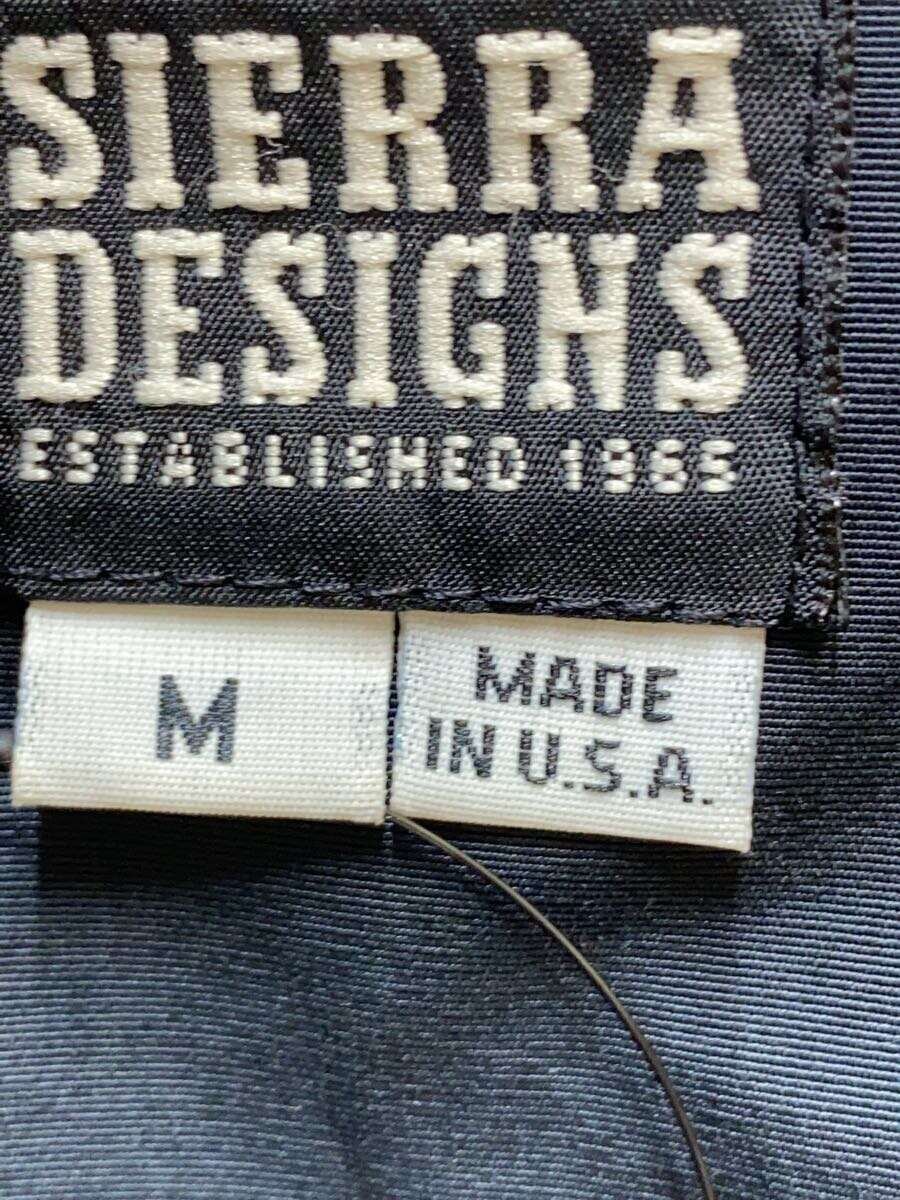 SIERRA
DESIGNS
ESTABLISHED 1965
M
MADE
IN U.S.A.